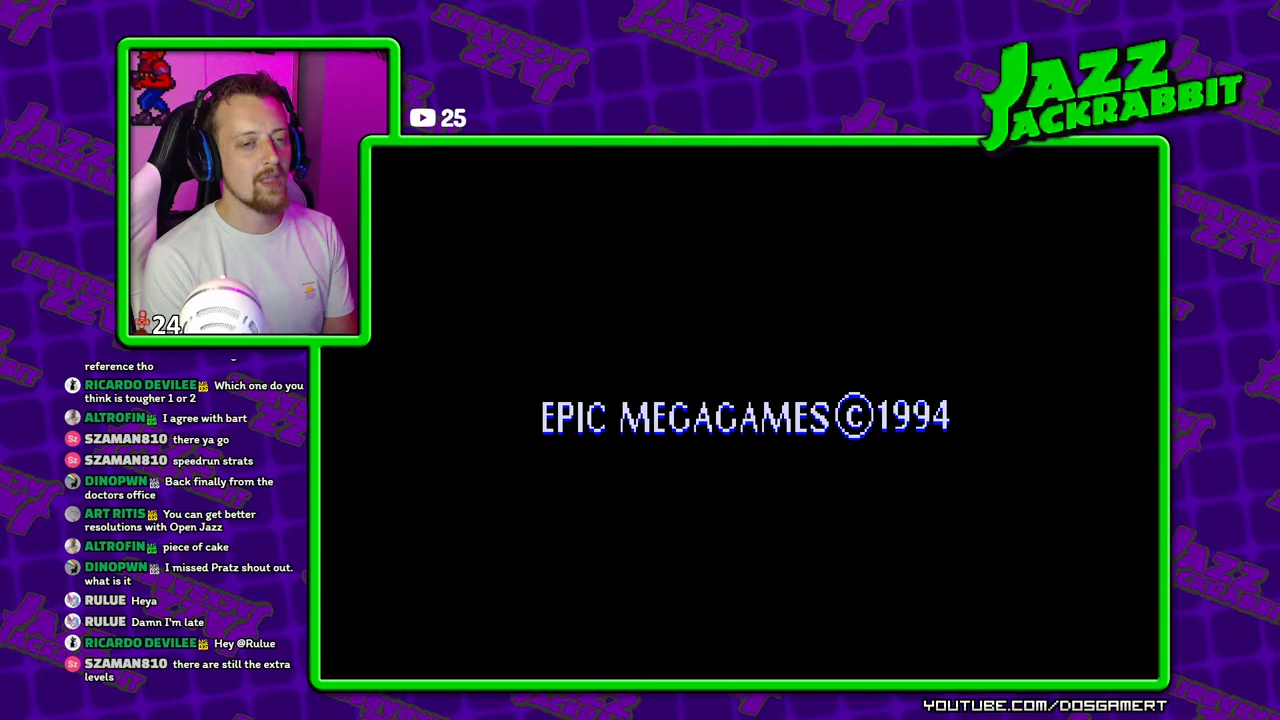 JAZZ
JACKRABBIT
25
24
EPIC MEGAGAMES©1994
reference tho
RICARDO DEVILEE Which one do you
think is tougher 1 or 2
ALTROFIN I agree with bart
SZAMAN810 there ya go
SZAMAN810 speedrun strats
DINOPWN Back finally from the
doctors office
ART RITIS You can get better
resolutions with Open Jazz
ALTROFIN piece of cake
DINOPWN I missed Pratz shout out.
what is it
RULUE Heya
RULUE Damn I'm late
RICARDO DEVILEE Hey @Rulue
SZAMAN810 there are still the extra
levels
YOUTUBE.COM/DOSGAMERT